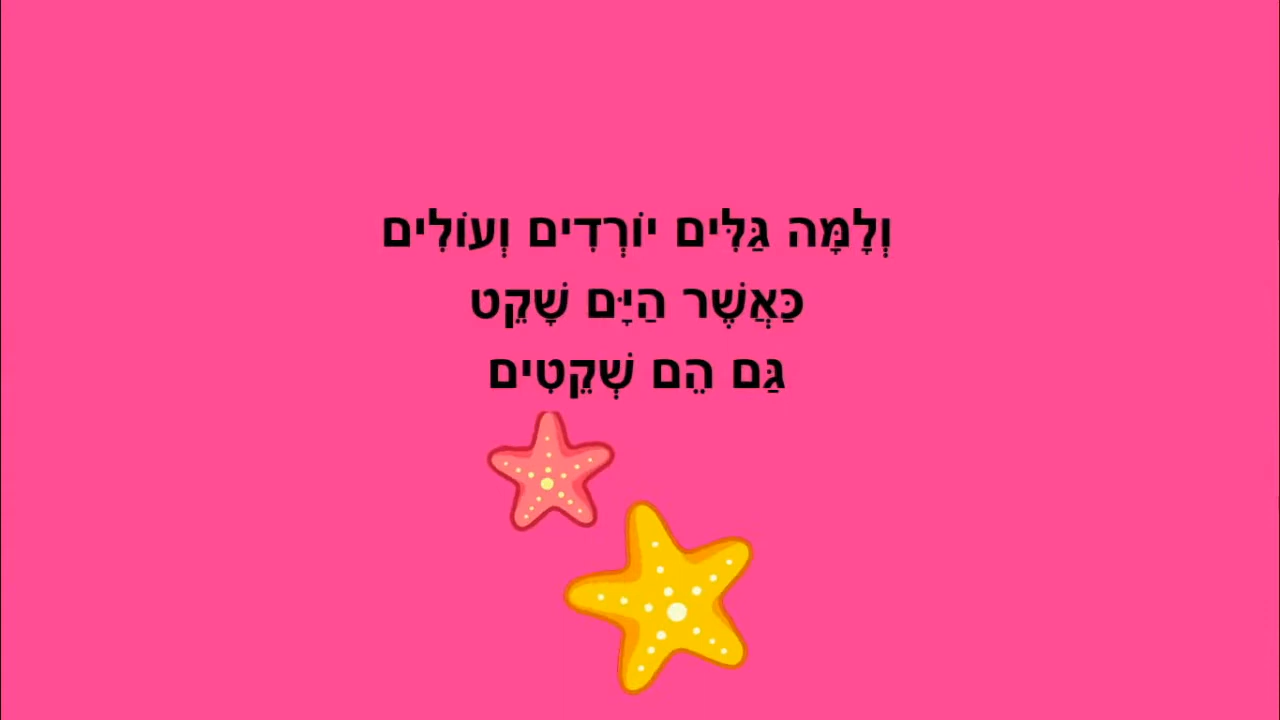 וְלָמָּה גַּלִּים יוֹרְדִים וְעוֹלִים
כַּאֲשֶׁר הַיָּם שָׁקֵט
גַּם הֵם שְׁקֵטִים